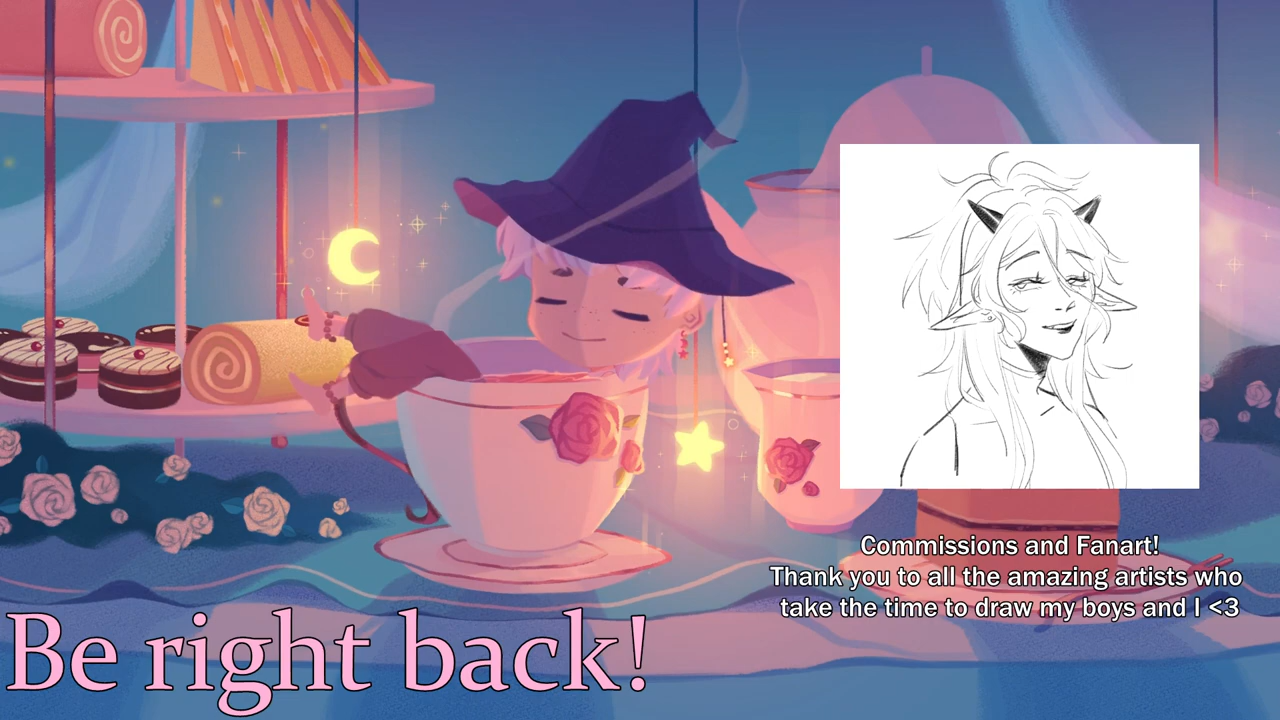 Commissions and Fanart!
Thank you to all the amazing artists who
take the time to draw my boys and I <3
Be right back!